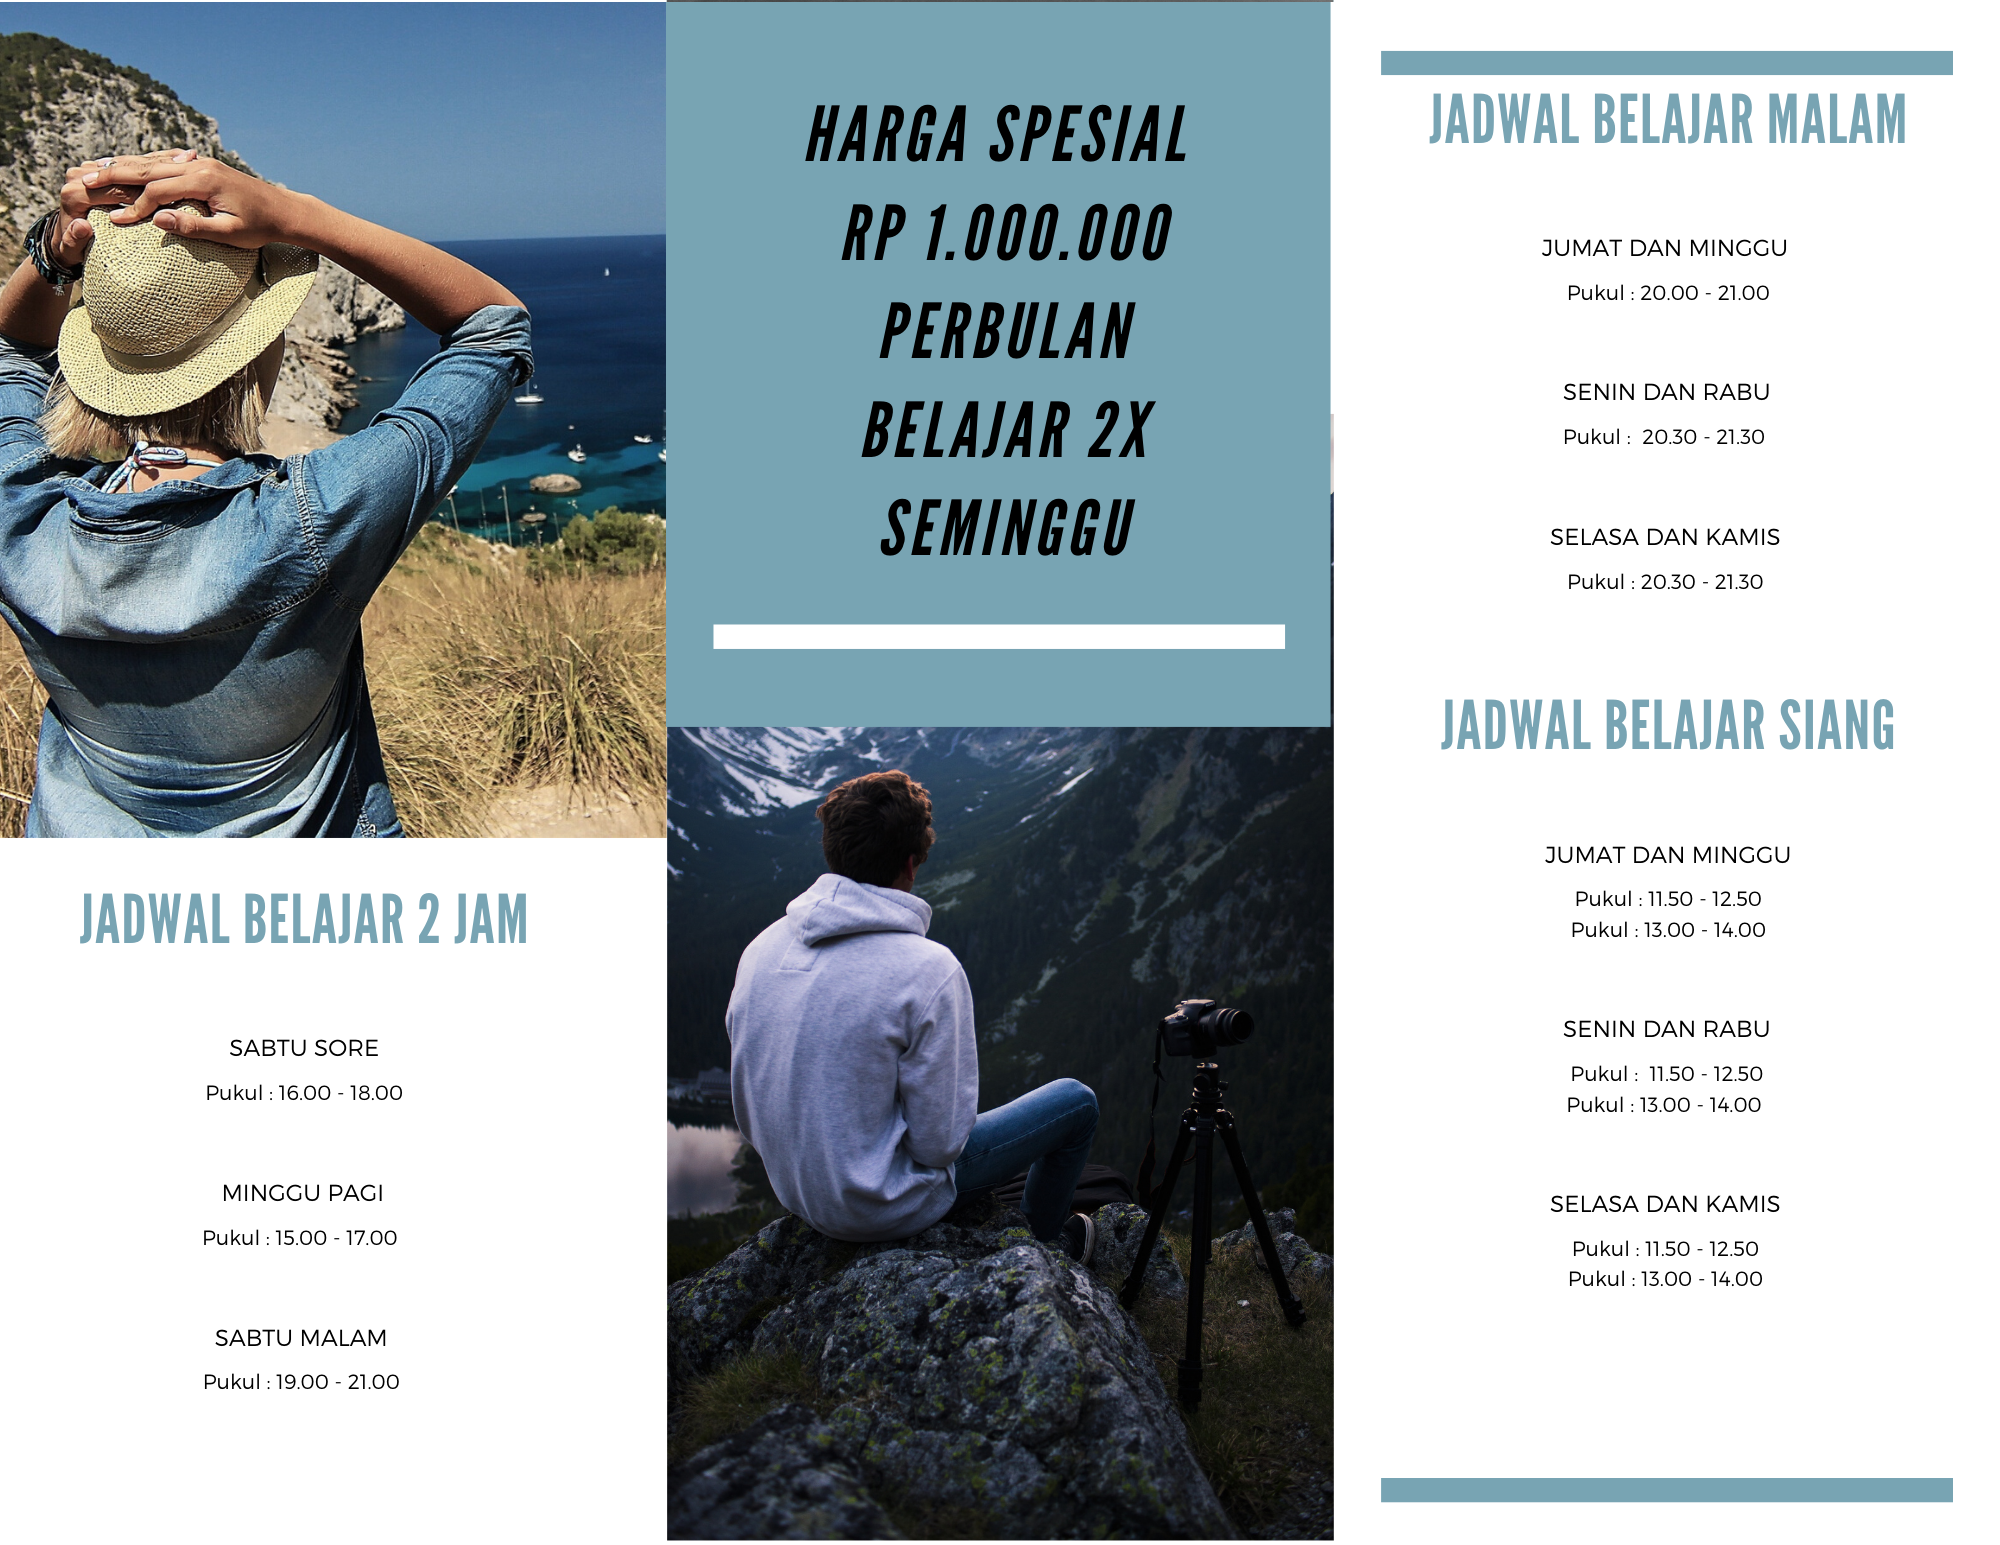 JADWAL BELAJAR 2 JAM
SABTU SORE
Pukul : 16.00 - 18.00
MINGGU PAGI
Pukul : 15.00 - 17.00
SABTU MALAM
Pukul : 19.00 - 21.00
HARGA SPESIAL
RP 1.000.000
PERBULAN
BELAJAR 2X
SEMINGGU
JADWAL BELAJAR MALAM
JUMAT DAN MINGGU
Pukul : 20.00 - 21.00
SENIN DAN RABU
Pukul :  20.30 - 21.30
SELASA DAN KAMIS
Pukul : 20.30 - 21.30
JADWAL BELAJAR SIANG
JUMAT DAN MINGGU
Pukul : 11.50 - 12.50
Pukul : 13.00 - 14.00
SENIN DAN RABU
Pukul :  11.50 - 12.50
Pukul : 13.00 - 14.00
SELASA DAN KAMIS
Pukul : 11.50 - 12.50
Pukul : 13.00 - 14.00